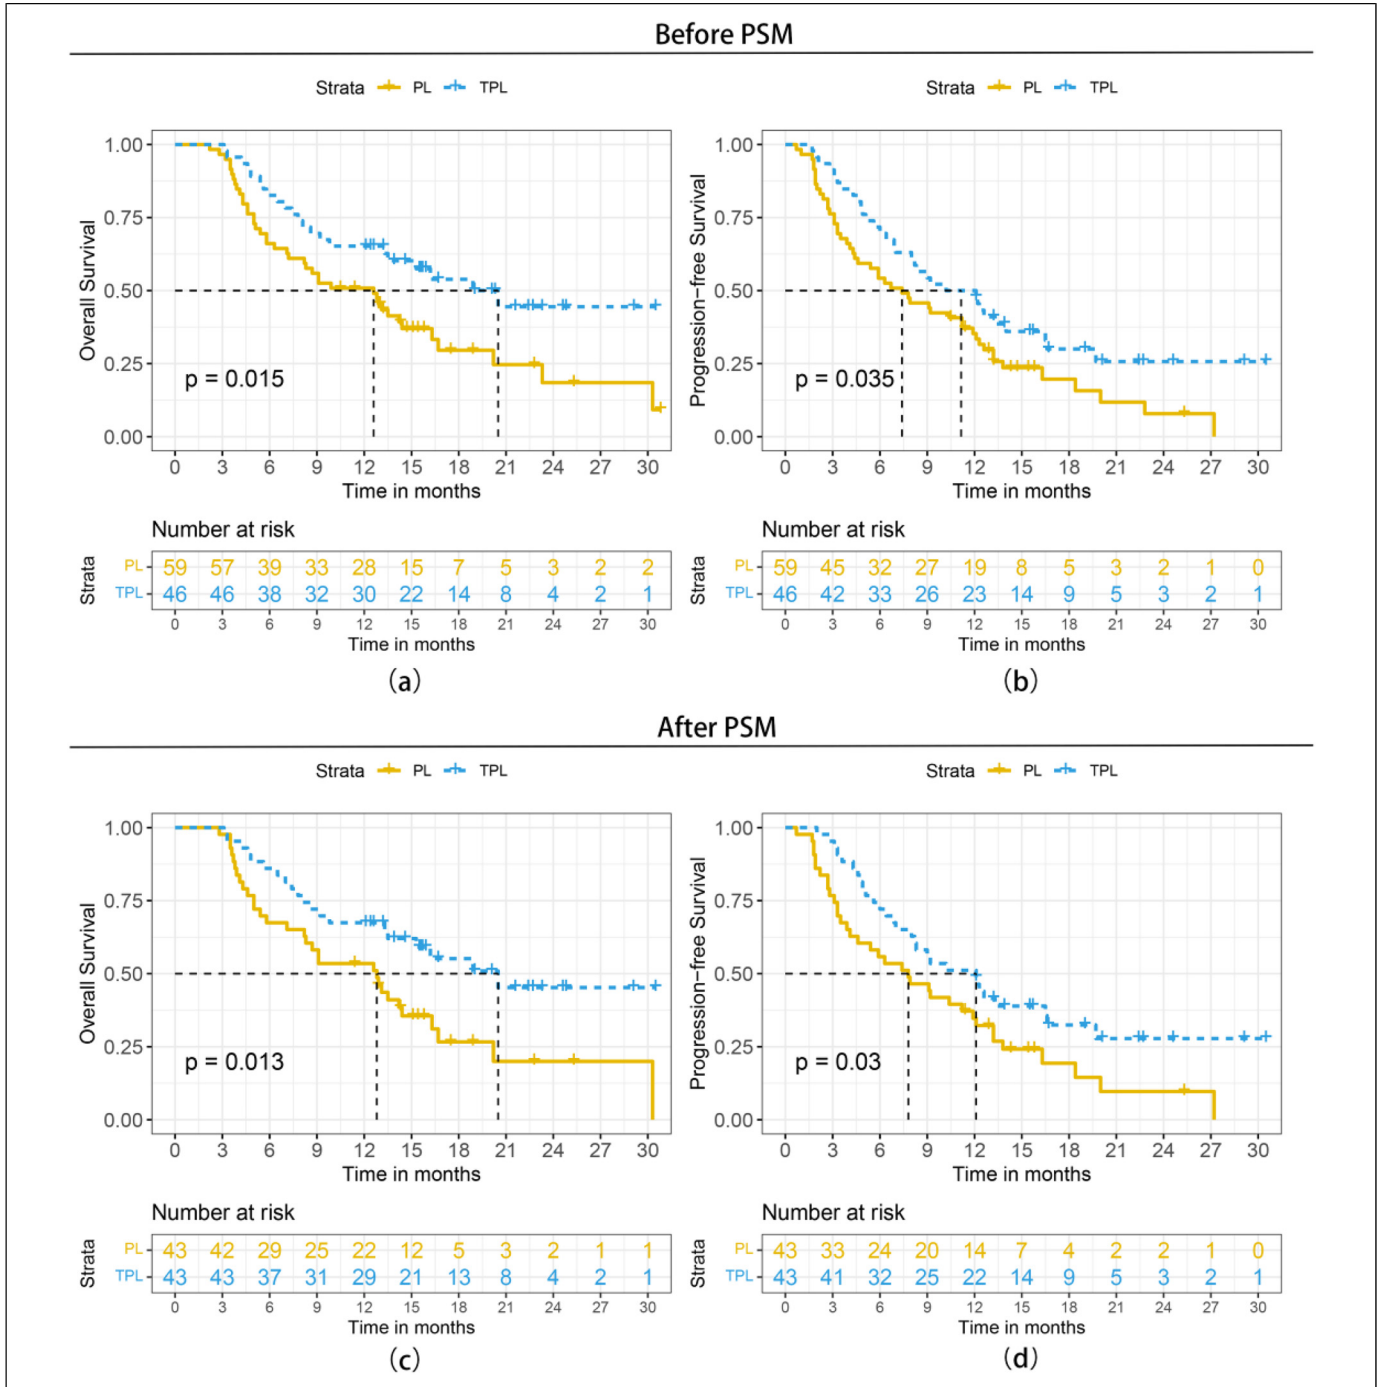 Before PSM
Strata PL TPL
Overall Survival
1.00
0.75
0.50
0.25
0.00
p = 0.015
0 3 6 9 12 15 18 21 24 27 30
Time in months
Number at risk
Strata
PL 59 57 39 33 28 15 7 5 3 2 2
TPL 46 46 38 32 30 22 14 8 4 2 1
0 3 6 9 12 15 18 21 24 27 30
Time in months
(a)
Strata PL TPL
Progression-free Survival
1.00
0.75
0.50
0.25
0.00
p = 0.035
0 3 6 9 12 15 18 21 24 27 30
Time in months
Number at risk
Strata
PL 59 45 32 27 19 8 5 3 2 1 0
TPL 46 42 33 26 23 14 9 5 3 2 1
0 3 6 9 12 15 18 21 24 27 30
Time in months
(b)
After PSM
Strata PL TPL
Overall Survival
1.00
0.75
0.50
0.25
0.00
p = 0.013
0 3 6 9 12 15 18 21 24 27 30
Time in months
Number at risk
Strata
PL 43 42 29 25 22 12 5 3 2 1 1
TPL 43 43 37 31 29 21 13 8 4 2 1
0 3 6 9 12 15 18 21 24 27 30
Time in months
(c)
Strata PL TPL
Progression-free Survival
1.00
0.75
0.50
0.25
0.00
p = 0.03
0 3 6 9 12 15 18 21 24 27 30
Time in months
Number at risk
Strata
PL 43 33 24 20 14 7 4 2 2 1 0
TPL 43 41 32 25 22 14 9 5 3 2 1
0 3 6 9 12 15 18 21 24 27 30
Time in months
(d)